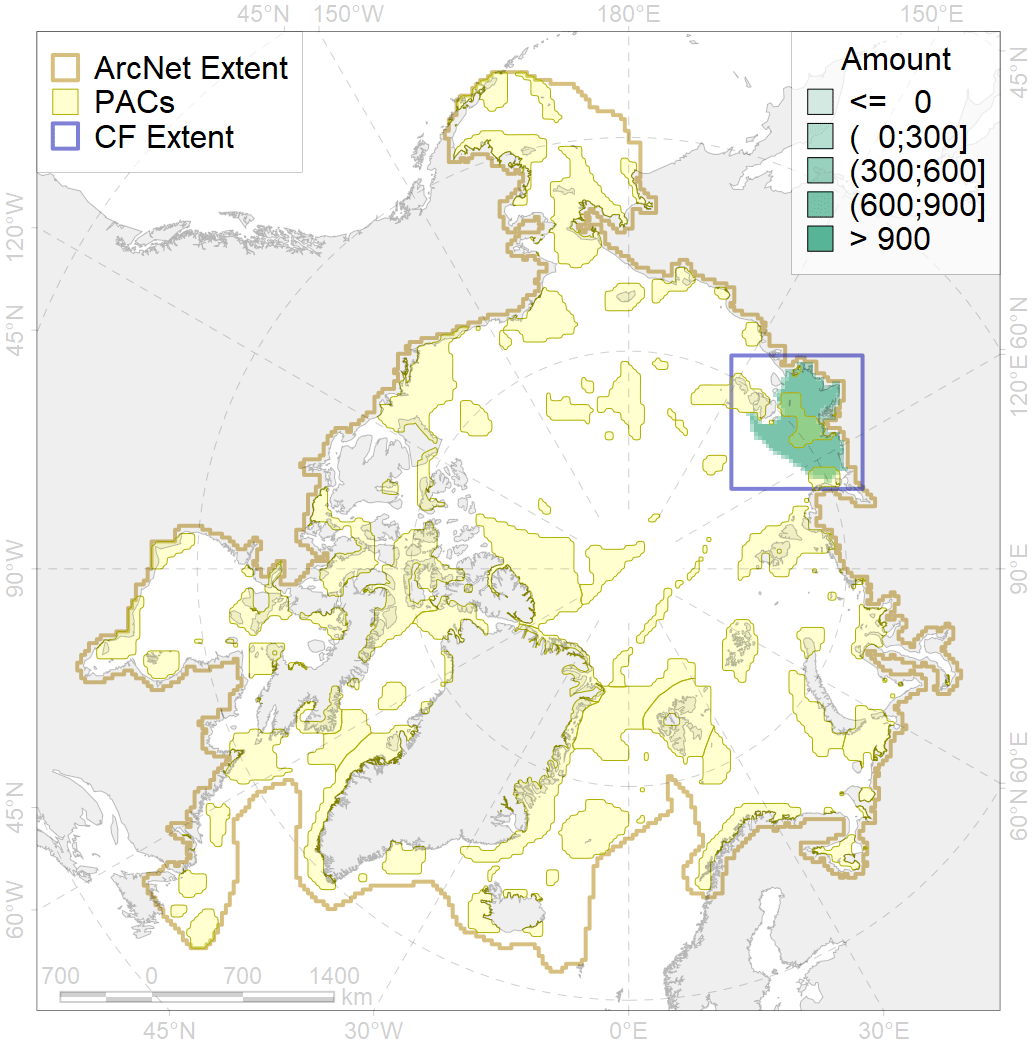 45°N 150°W 180°E 150°E
ArcNet Extent
PACs
CF Extent
Amount
<= 0
( 0;300]
(300;600]
(600;900]
> 900
45°N
120°W
60°N
120°E
45°N
90°W
90°E
45°N
60°N
60°W
60°E
700 0 700 1400
km
45°N 30°W 0°E 30°E